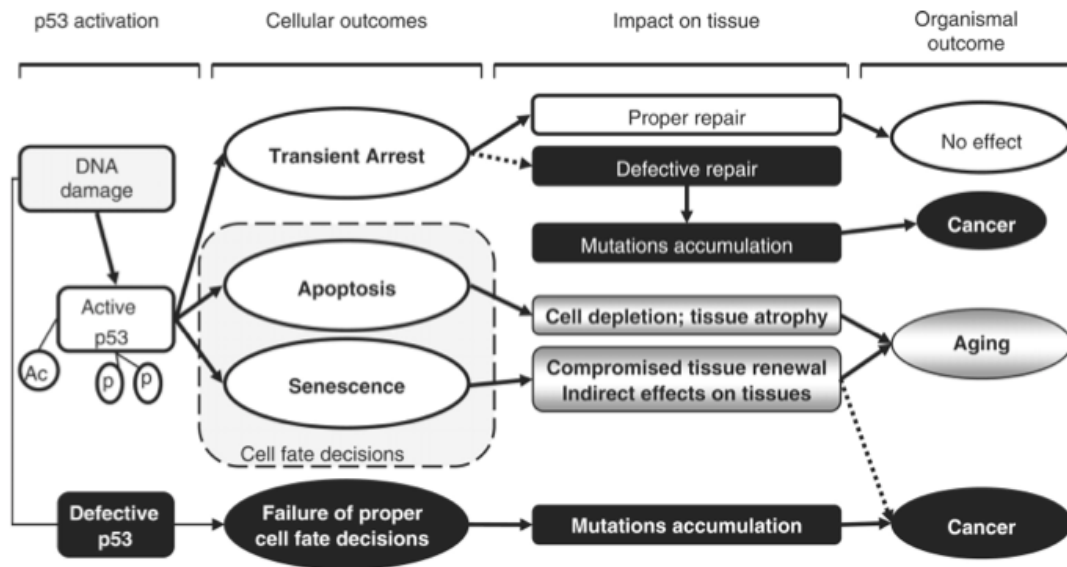 p53 activation
Cellular outcomes
Impact on tissue
Organismal
outcome
DNA
damage
Transient Arrest
Proper repair
No effect
Defective repair
Mutations accumulation
Cancer
Active
p53
Ac
p
p
Apoptosis
Cell depletion; tissue atrophy
Aging
Senescence
Compromised tissue renewal
Indirect effects on tissues
Cell fate decisions
Defective
p53
Failure of proper
cell fate decisions
Mutations accumulation
Cancer